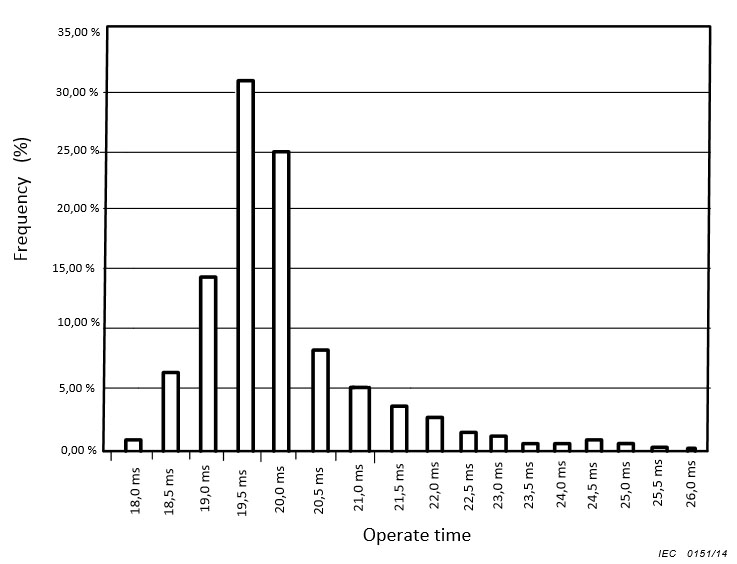 35,00 %
30,00 %
25,00 %
20,00 %
15,00 %
10,00 %
5,00 %
0,00 %
Frequency (%)
18,0 ms
18,5 ms
19,0 ms
19,5 ms
20,0 ms
20,5 ms
21,0 ms
21,5 ms
22,0 ms
22,5 ms
23,0 ms
23,5 ms
24,0 ms
24,5 ms
25,0 ms
25,5 ms
26,0 ms
Operate time
IEC 0151/14